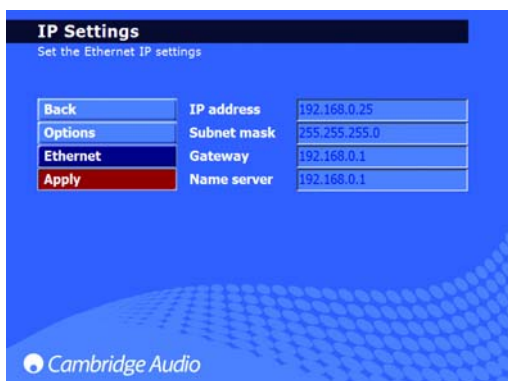 IP Settings
Set the Ethernet IP settings
Back IP address 192.168.0.25
Options Subnet mask 255.255.255.0
Ethernet Gateway 192.168.0.1
Apply Name server 192.168.0.1
Cambridge Audio